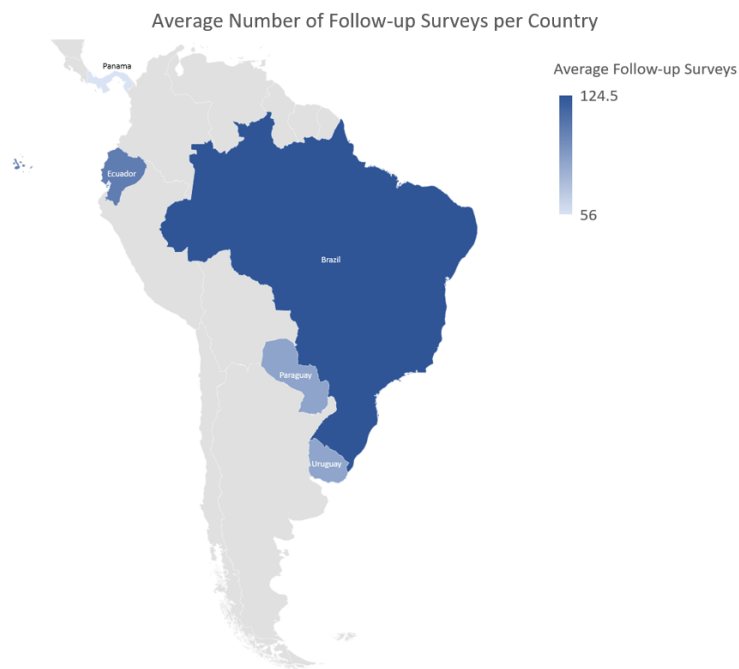 Average Number of Follow-up Surveys per Country
Average Follow-up Surveys
124.5
56
Panama
Ecuador
Brazil
Paraguay
Uruguay